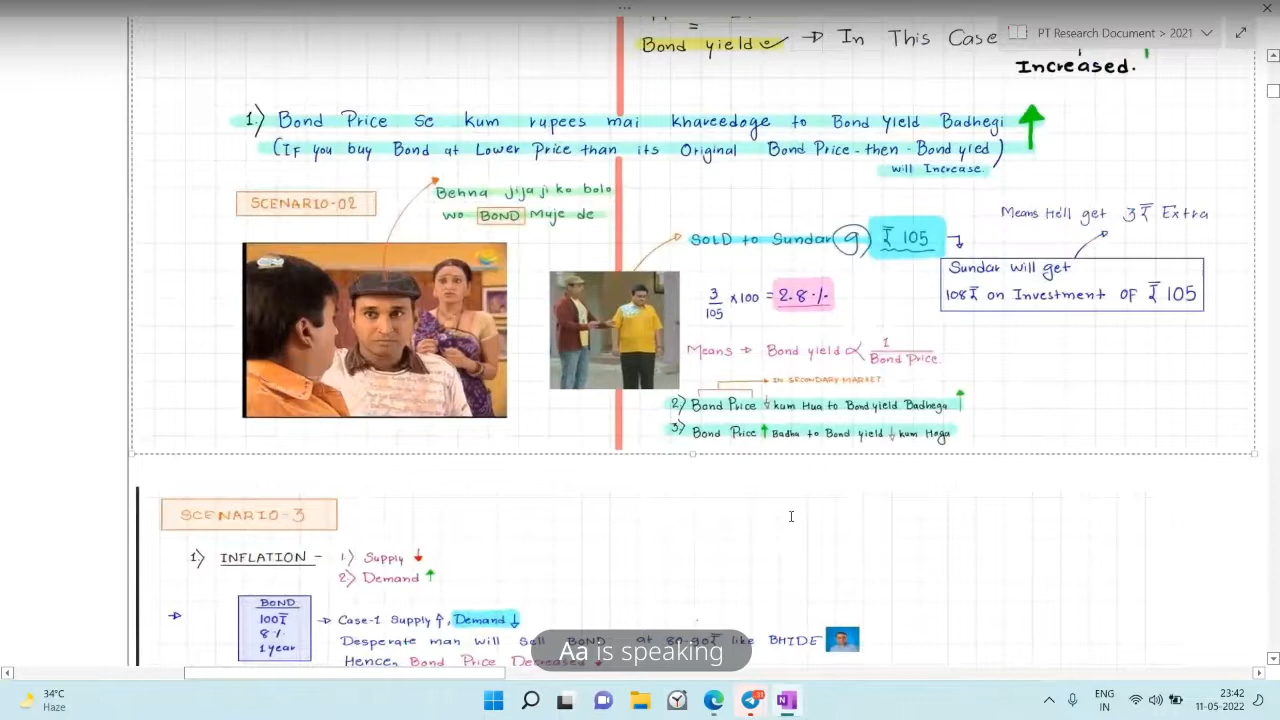 PT Research Document > 2021
Bond yield → In This Case
Increased.
1.) Bond Price Se kum rupees mai khareedoge to Bond Yield Badhegi
(If you buy Bond at Lower Price than its Original Bond Price - then - Bond yied)
will Increase.
SCENARIO-02
Behna jijaji ko bolo
wo BOND Muje de
SOLD to Sundar @ ₹ 105
Means He'll get 3₹ Extra
Sundar will get
108₹ on Investment OF ₹105
3/105 x100 = 2.8%
Means → Bond yield ∝ 1/Bond Price.
IN SECONDARY MARKET
2) Bond Price ↓ kum Hua to Bond yield Badhega ↑
3) Bond Price ↑ Badha to Bond yield ↓ kum Hoga
SCENARIO-3
1) INFLATION - 1.) Supply ↓
2) Demand ↑
BOND
100₹
8%
1 year
→ Case-1 Supply ↑, Demand ↓
Desperate man will sell BOND at 80,90₹ like BHIDE
Hence, Bond Price Decreased ↓
Aa is speaking
34°C
Haze
31
ENG
IN
23:42
11-05-2022